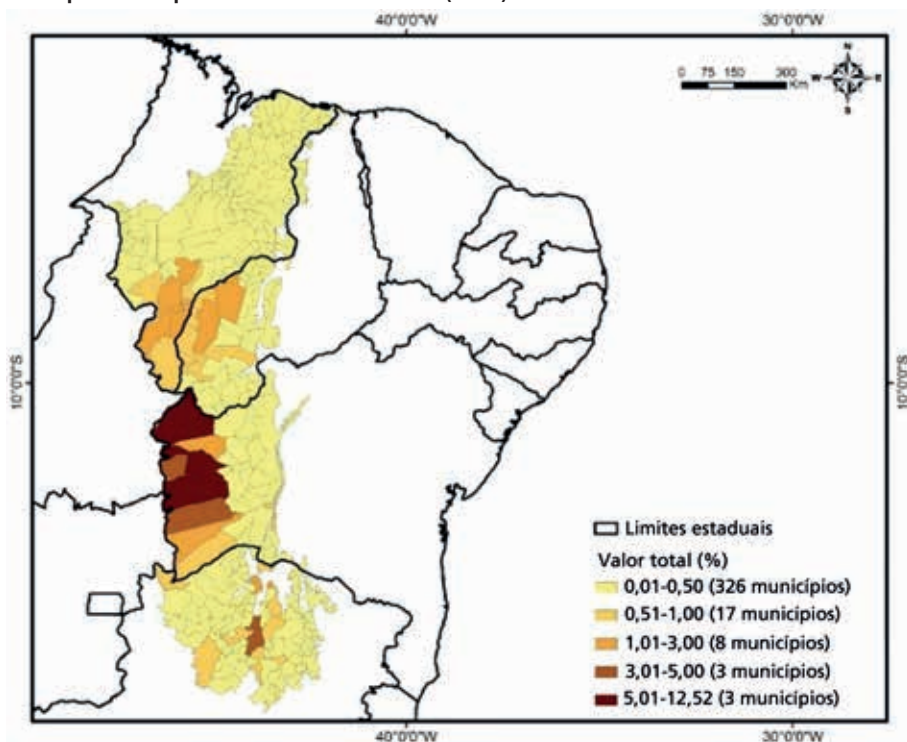 40°0'0"W 30°0'0"W
N
0 75 150 300
Km
W E
S
10°0'0"S 10°0'0"S
Limites estaduais
Valor total (%)
0,01-0,50 (326 municípios)
0,51-1,00 (17 municípios)
1,01-3,00 (8 municípios)
3,01-5,00 (3 municípios)
5,01-12,52 (3 municípios)
40°0'0"W 30°0'0"W